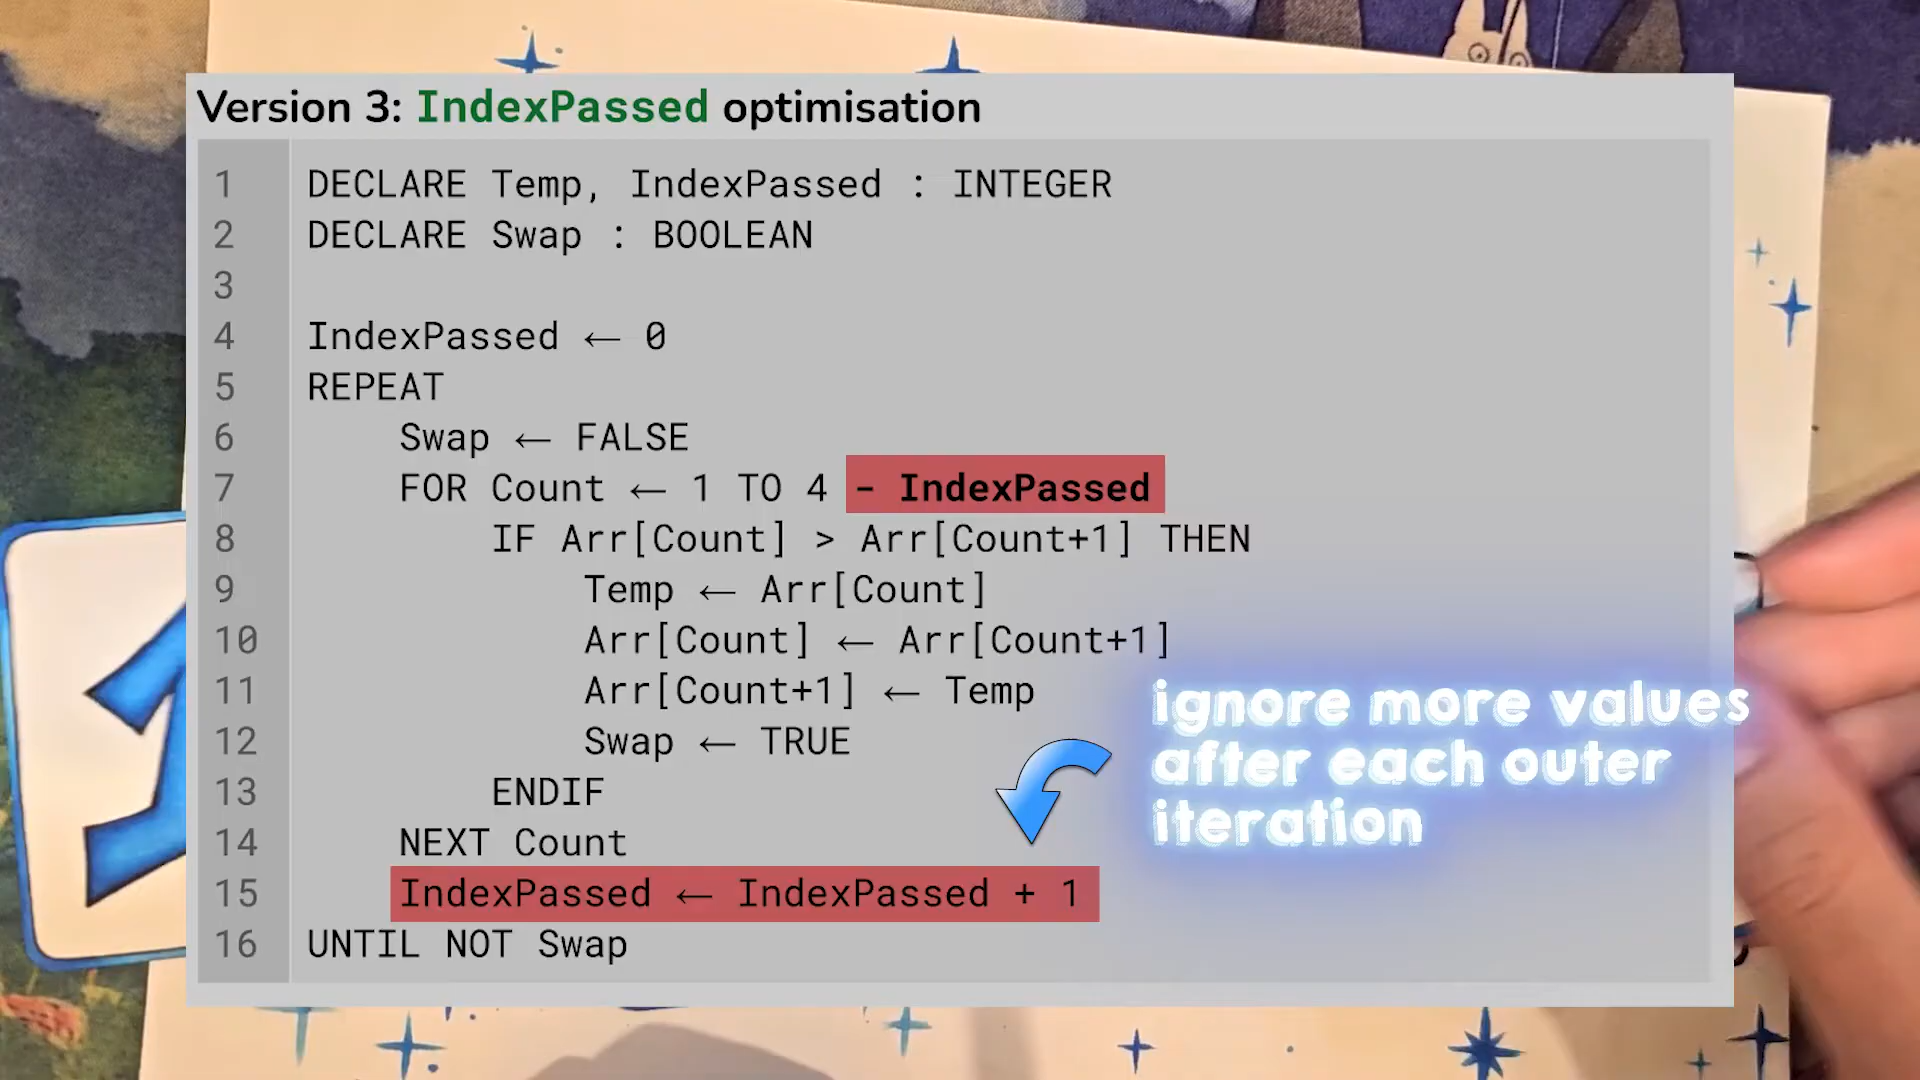 Version 3: IndexPassed optimisation
1 DECLARE Temp, IndexPassed : INTEGER
2 DECLARE Swap : BOOLEAN
3
4 IndexPassed ← 0
5 REPEAT
6 Swap ← FALSE
7 FOR Count ← 1 TO 4 - IndexPassed
8 IF Arr[Count] > Arr[Count+1] THEN
9 Temp ← Arr[Count]
10 Arr[Count] ← Arr[Count+1]
11 Arr[Count+1] ← Temp
12 Swap ← TRUE
13 ENDIF
14 NEXT Count
15 IndexPassed ← IndexPassed + 1
16 UNTIL NOT Swap
ignore more values
after each outer
iteration